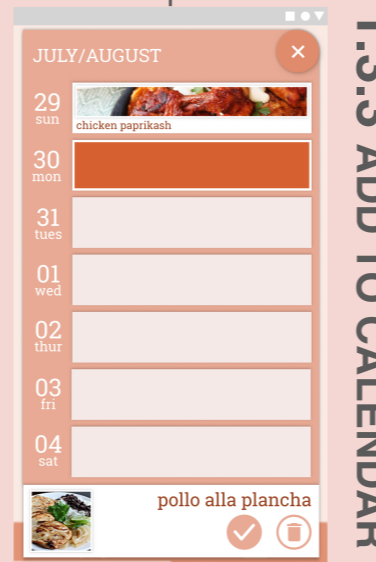 JULY/AUGUST
29
sun
chicken paprikash
30
mon
31
tues
01
wed
02
thur
03
fri
04
sat
pollo alla plancha
1.3.3 ADD TO CALENDAR